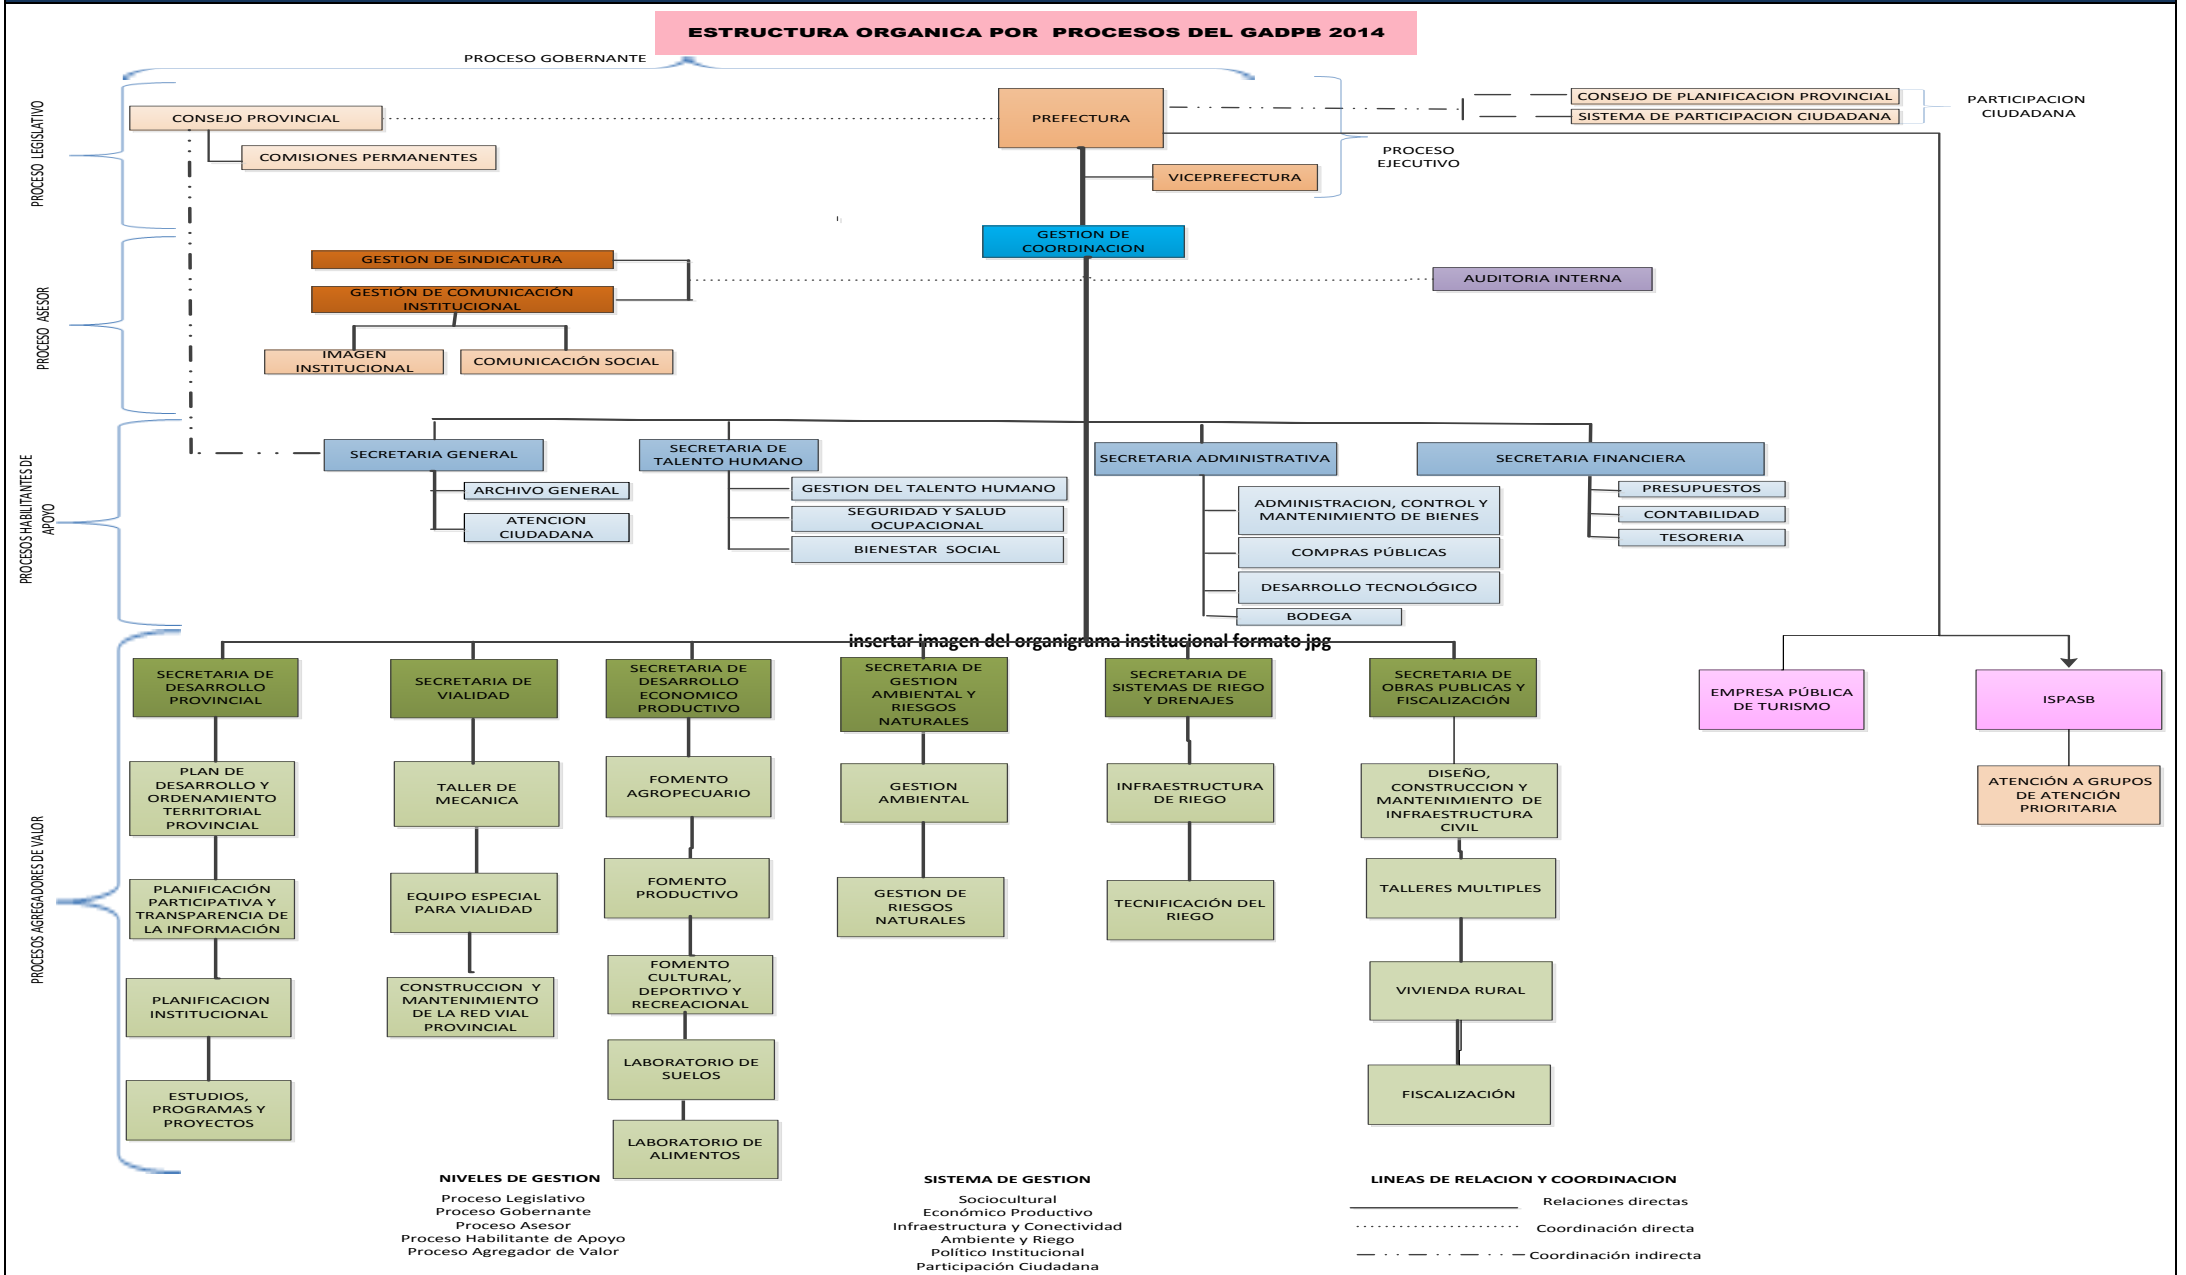 ESTRUCTURA ORGANICA POR PROCESOS DEL GADPB 2014
PROCESO GOBERNANTE
PROCESO LEGISLATIVO
CONSEJO PROVINCIAL
COMISIONES PERMANENTES
PREFECTURA
VICEPREFECTURA
PROCESO
EJECUTIVO
CONSEJO DE PLANIFICACION PROVINCIAL
SISTEMA DE PARTICIPACION CIUDADANA
PARTICIPACION
CIUDADANA
GESTION DE
COORDINACION
PROCESO ASESOR
GESTION DE SINDICATURA
GESTIÓN DE COMUNICACIÓN
INSTITUCIONAL
IMAGEN
INSTITUCIONAL
COMUNICACIÓN SOCIAL
AUDITORIA INTERNA
PROCESOS HABILITANTES DE
APOYO
SECRETARIA GENERAL
ARCHIVO GENERAL
ATENCION
CIUDADANA
SECRETARIA DE
TALENTO HUMANO
GESTION DEL TALENTO HUMANO
SEGURIDAD Y SALUD
OCUPACIONAL
BIENESTAR SOCIAL
SECRETARIA ADMINISTRATIVA
ADMINISTRACION, CONTROL Y
MANTENIMIENTO DE BIENES
COMPRAS PÚBLICAS
DESARROLLO TECNOLÓGICO
BODEGA
SECRETARIA FINANCIERA
PRESUPUESTOS
CONTABILIDAD
TESORERIA
insertar imagen del organigrama institucional formato jpg
PROCESOS AGREGADORES DE VALOR
SECRETARIA DE
DESARROLLO
PROVINCIAL
PLAN DE
DESARROLLO Y
ORDENAMIENTO
TERRITORIAL
PROVINCIAL
PLANIFICACIÓN
PARTICIPATIVA Y
TRANSPARENCIA DE
LA INFORMACIÓN
PLANIFICACION
INSTITUCIONAL
ESTUDIOS,
PROGRAMAS Y
PROYECTOS
SECRETARIA DE
VIALIDAD
TALLER DE
MECANICA
EQUIPO ESPECIAL
PARA VIALIDAD
CONSTRUCCION Y
MANTENIMIENTO
DE LA RED VIAL
PROVINCIAL
SECRETARIA DE
DESARROLLO
ECONOMICO
PRODUCTIVO
FOMENTO
AGROPECUARIO
FOMENTO
PRODUCTIVO
FOMENTO
CULTURAL,
DEPORTIVO Y
RECREACIONAL
LABORATORIO DE
SUELOS
LABORATORIO DE
ALIMENTOS
SECRETARIA DE
GESTION
AMBIENTAL Y
RIESGOS
NATURALES
GESTION
AMBIENTAL
GESTION DE
RIESGOS
NATURALES
SECRETARIA DE
SISTEMAS DE RIEGO
Y DRENAJES
INFRAESTRUCTURA
DE RIEGO
TECNIFICACIÓN DEL
RIEGO
SECRETARIA DE
OBRAS PUBLICAS Y
FISCALIZACIÓN
DISEÑO,
CONSTRUCCION Y
MANTENIMIENTO DE
INFRAESTRUCTURA
CIVIL
TALLERES MULTIPLES
VIVIENDA RURAL
FISCALIZACIÓN
EMPRESA PÚBLICA
DE TURISMO
ISPASB
ATENCIÓN A GRUPOS
DE ATENCIÓN
PRIORITARIA
NIVELES DE GESTION
Proceso Legislativo
Proceso Gobernante
Proceso Asesor
Proceso Habilitante de Apoyo
Proceso Agregador de Valor
SISTEMA DE GESTION
Sociocultural
Económico Productivo
Infraestructura y Conectividad
Ambiente y Riego
Político Institucional
Participación Ciudadana
LINEAS DE RELACION Y COORDINACION
Relaciones directas
Coordinación directa
Coordinación indirecta